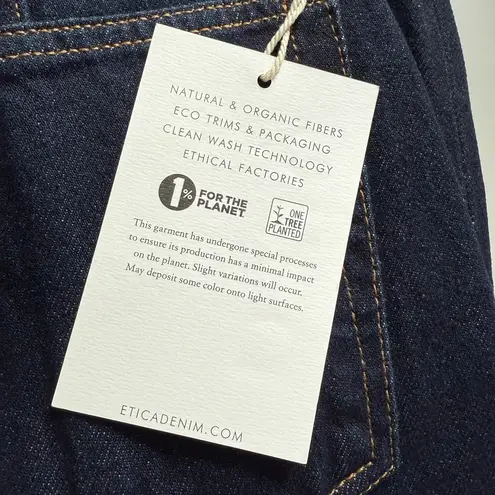 NATURAL & ORGANIC FIBERS
ECO TRIMS & PACKAGING
CLEAN WASH TECHNOLOGY
ETHICAL FACTORIES
1% FOR THE
PLANET
ONE
TREE
PLANTED
This garment has undergone special processes
to ensure its production has a minimal impact
on the planet. Slight variations will occur.
May deposit some color onto light surfaces.
ETICADENIM.COM